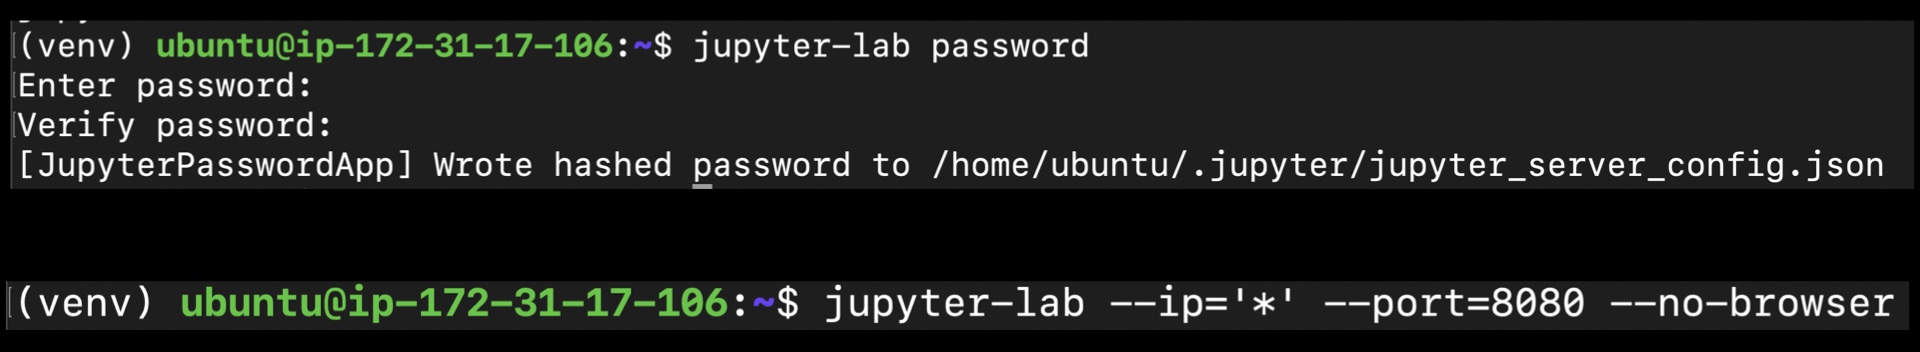 (venv) ubuntu@ip-172-31-17-106:~$ jupyter-lab password
Enter password:
Verify password:
[JupyterPasswordApp] Wrote hashed password to /home/ubuntu/.jupyter/jupyter_server_config.json
(venv) ubuntu@ip-172-31-17-106:~$ jupyter-lab --ip='*' --port=8080 --no-browser